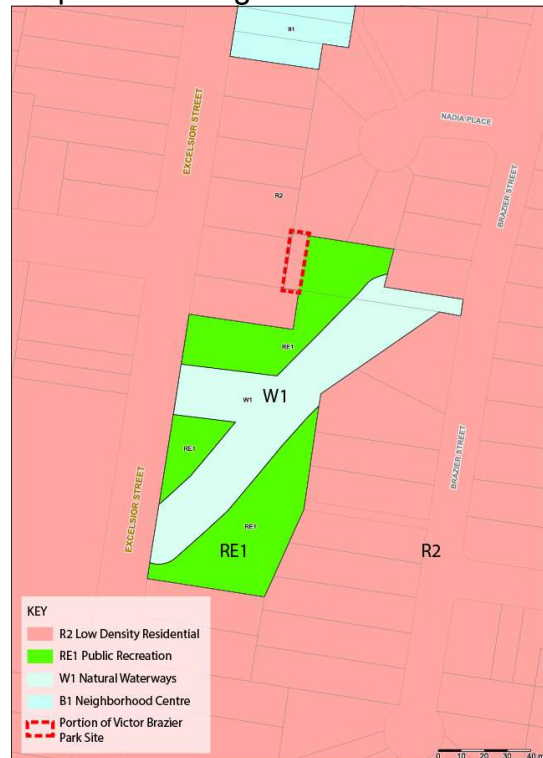 B1
EXCELSIOR STREET
NADIA PLACE
BRAZIER STREET
R2
RE1
W1
W1
RE1
BRAZIER STREET
EXCELSIOR STREET
RE1
RE1
R2
KEY
R2 Low Density Residential
RE1 Public Recreation
W1 Natural Waterways
B1 Neighborhood Centre
Portion of Victor Brazier
Park Site
0 10 20 30 40 m